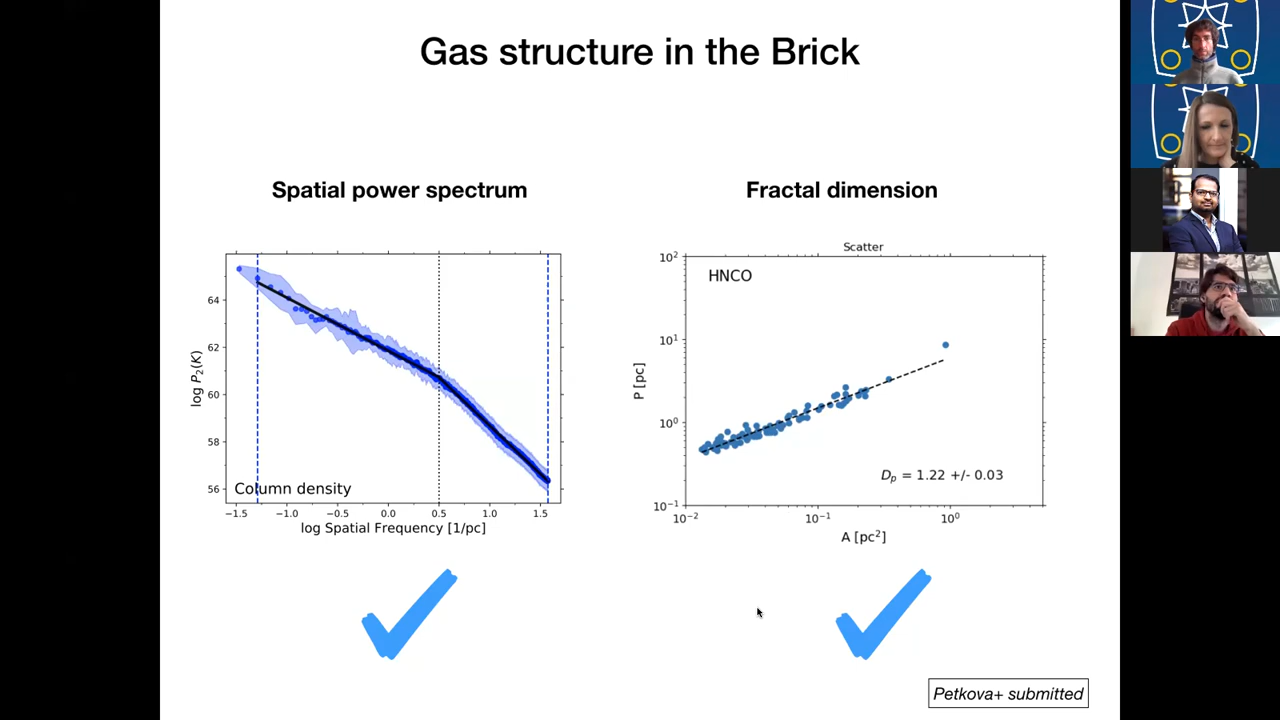 Gas structure in the Brick
Spatial power spectrum
64
62
60
58
56
log P₂(K)
Column density
−1.5 −1.0 −0.5 0.0 0.5 1.0 1.5
log Spatial Frequency [1/pc]
Fractal dimension
Scatter
10²
10¹
10⁰
10⁻¹
P [pc]
HNCO
Dₚ = 1.22 +/- 0.03
10⁻² 10⁻¹ 10⁰
A [pc²]
Petkova+ submitted